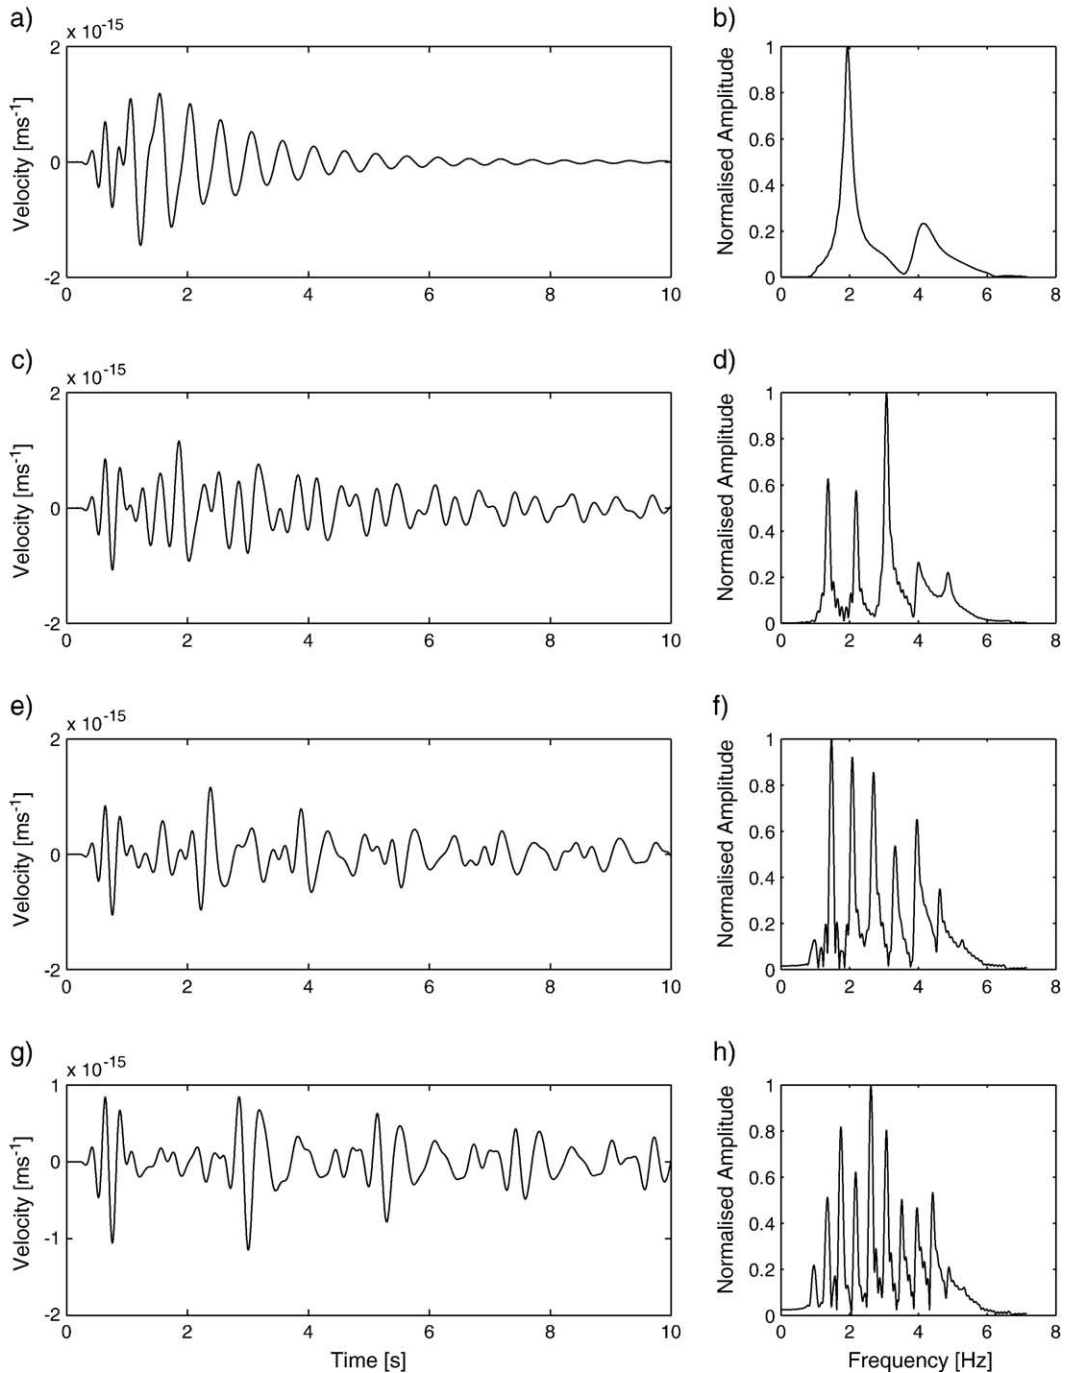 a)
x 10^-15
2
0
-2
Velocity [ms^-1]
0 2 4 6 8 10
b)
1
0.8
0.6
0.4
0.2
0
Normalised Amplitude
0 2 4 6 8
c)
x 10^-15
2
0
-2
Velocity [ms^-1]
0 2 4 6 8 10
d)
1
0.8
0.6
0.4
0.2
0
Normalised Amplitude
0 2 4 6 8
e)
x 10^-15
2
0
-2
Velocity [ms^-1]
0 2 4 6 8 10
f)
1
0.8
0.6
0.4
0.2
0
Normalised Amplitude
0 2 4 6 8
g)
x 10^-15
1
0
-1
-2
Velocity [ms^-1]
0 2 4 6 8 10
Time [s]
h)
1
0.8
0.6
0.4
0.2
0
Normalised Amplitude
0 2 4 6 8
Frequency [Hz]